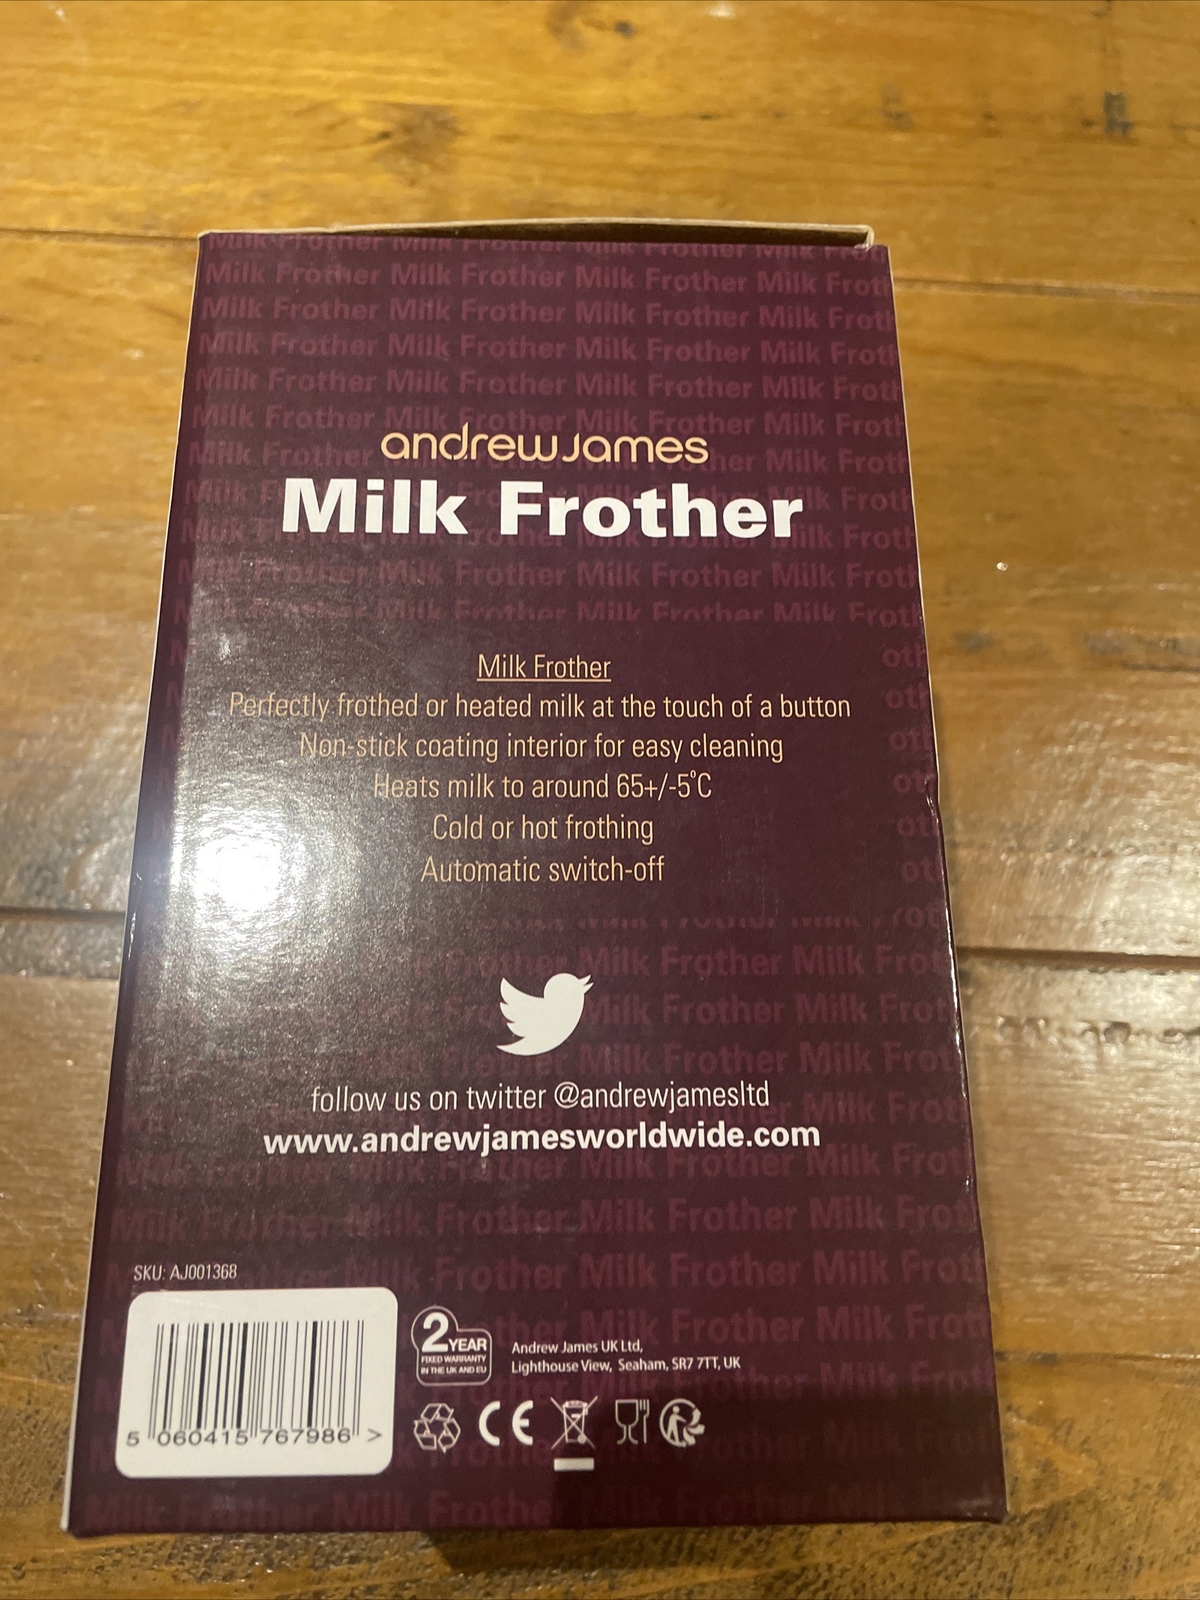 andrewjames
Milk Frother
Milk Frother
Perfectly frothed or heated milk at the touch of a button
Non-stick coating interior for easy cleaning
Heats milk to around 65+/-5°C
Cold or hot frothing
Automatic switch-off
follow us on twitter @andrewjamesltd
www.andrewjamesworldwide.com
SKU: AJ001368
5 060415 767986 >
2 YEAR
FIXED WARRANTY
IN THE UK AND EU
Andrew James UK Ltd,
Lighthouse View, Seaham, SR7 7TT, UK
CE